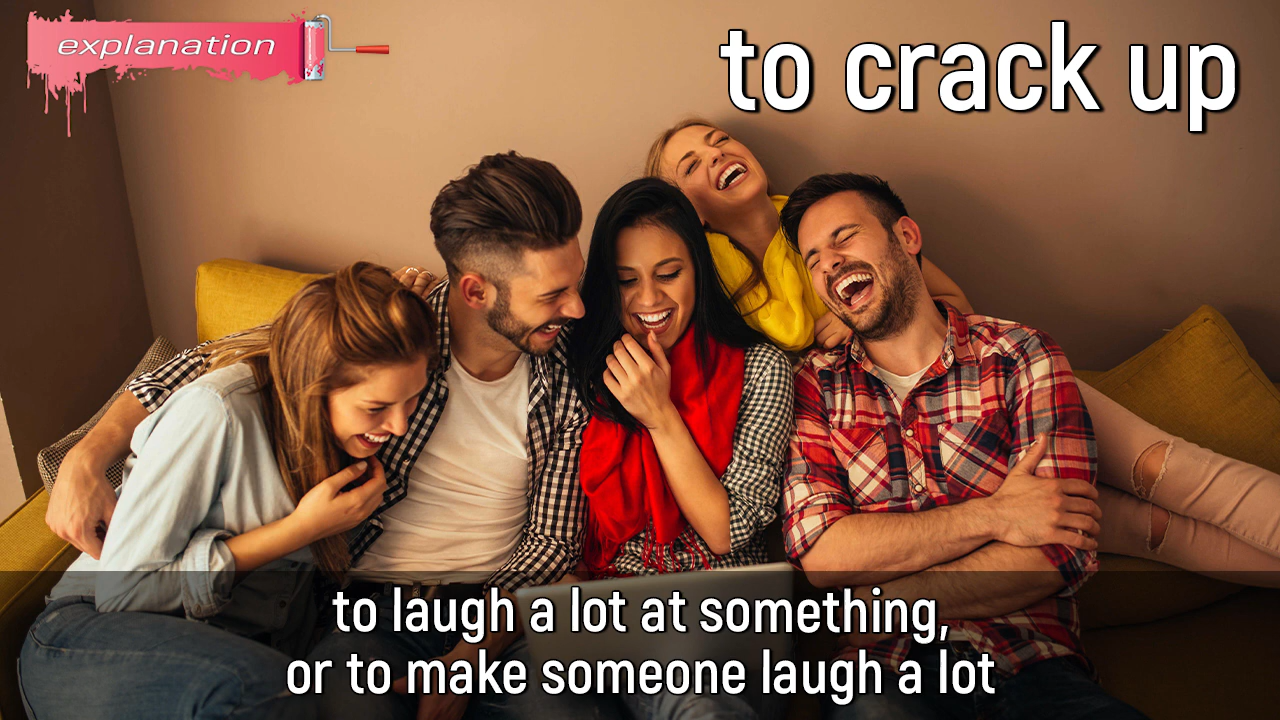 explanation
to crack up
to laugh a lot at something,
or to make someone laugh a lot